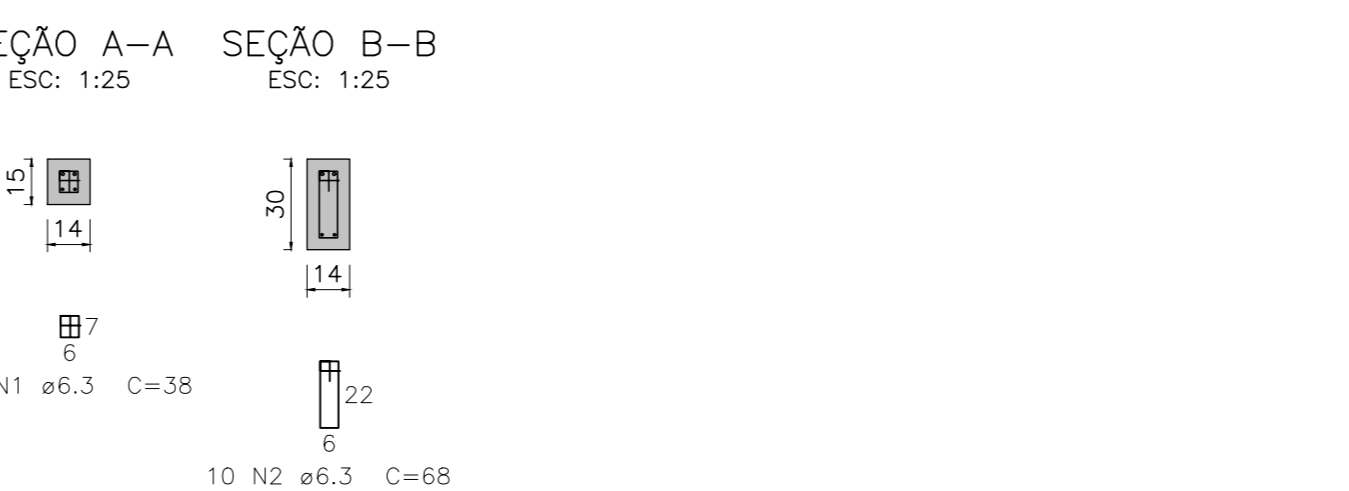 EÇÃO A-A
ESC: 1:25
15
14
7
6
N1 ø6.3 C=38
SEÇÃO B-B
ESC: 1:25
30
14
22
6
10 N2 ø6.3 C=68